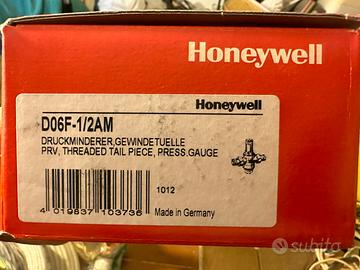 Honeywell
Honeywell
D06F-1/2AM
DRUCKMINDERER,GEWINDETUELLE
PRV, THREADED TAIL PIECE, PRESS.GAUGE
1012
4 019837 103736
Made in Germany
subito